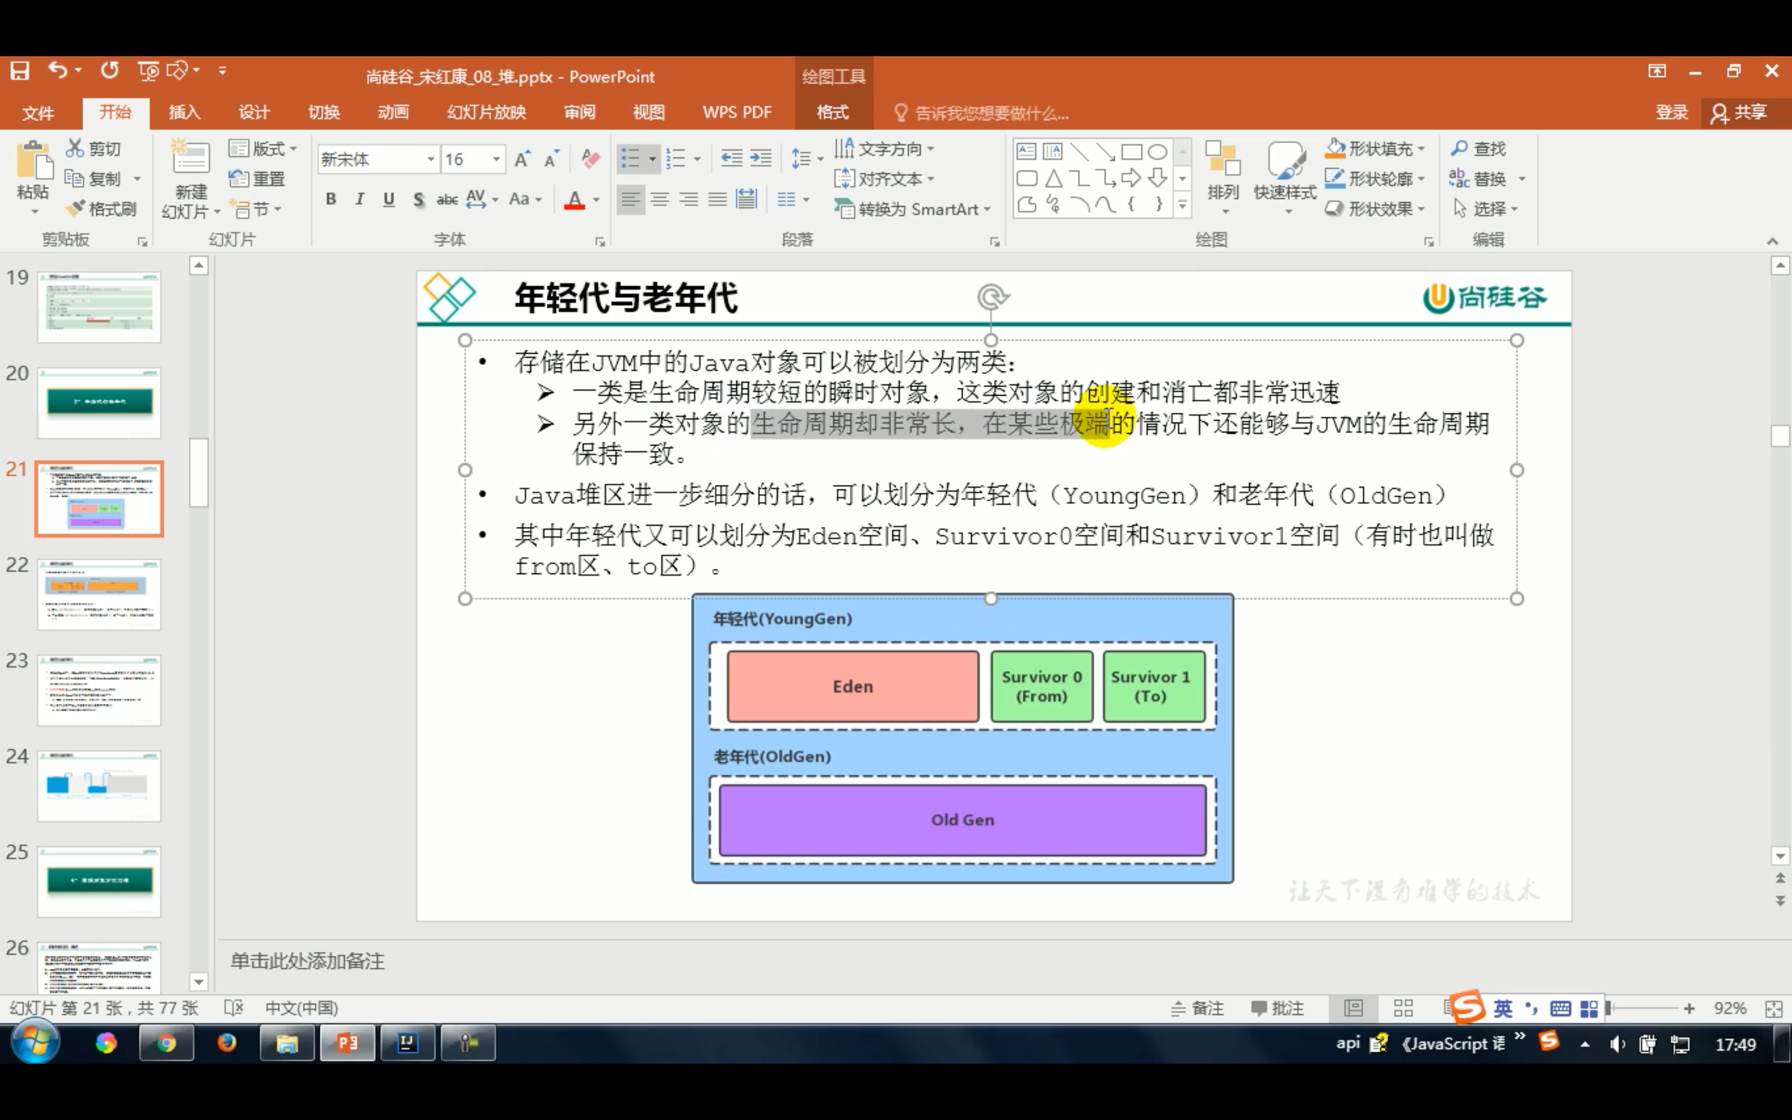 尚硅谷_宋红康_08_堆.pptx - PowerPoint
绘图工具
文件 开始 插入 设计 切换 动画 幻灯片放映 审阅 视图 WPS PDF 格式 告诉我您想要做什么... 登录 共享
粘贴 剪切 复制 格式刷
新建 幻灯片 版式 重置 节
新宋体 16
B I U S abc AV Aa A
文字方向 对齐文本 转换为 SmartArt
排列 快速样式 形状填充 形状轮廓 形状效果
查找 替换 选择
剪贴板 幻灯片 字体 段落 绘图 编辑
19
20
21
22
23
24
25
26
年轻代与老年代
尚硅谷
• 存储在JVM中的Java对象可以被划分为两类：
➢ 一类是生命周期较短的瞬时对象，这类对象的创建和消亡都非常迅速
➢ 另外一类对象的生命周期却非常长，在某些极端的情况下还能够与JVM的生命周期
保持一致。
• Java堆区进一步细分的话，可以划分为年轻代（YoungGen）和老年代（OldGen）
• 其中年轻代又可以划分为Eden空间、Survivor0空间和Survivor1空间（有时也叫做
from区、to区）。
年轻代(YoungGen)
Eden
Survivor 0
(From)
Survivor 1
(To)
老年代(OldGen)
Old Gen
让天下没有难学的技术
单击此处添加备注
幻灯片 第 21 张，共 77 张 中文(中国) 备注 批注 英 92%
api 《JavaScript 语 17:49